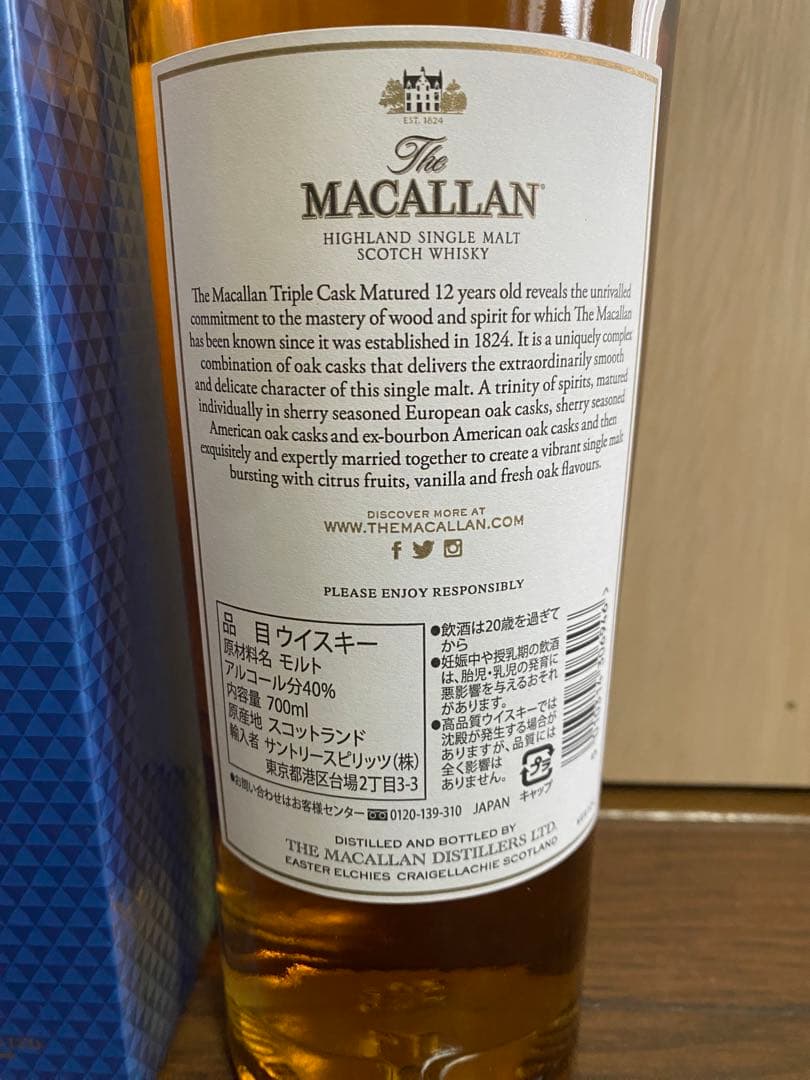 EST. 1824
The
MACALLAN
HIGHLAND SINGLE MALT
SCOTCH WHISKY
The Macallan Triple Cask Matured 12 years old reveals the unrivalled
commitment to the mastery of wood and spirit for which The Macallan
has been known since it was established in 1824. It is a uniquely complex
combination of oak casks that delivers the extraordinarily smooth
and delicate character of this single malt. A trinity of spirits, matured
individually in sherry seasoned European oak casks, sherry seasoned
American oak casks and ex-bourbon American oak casks and then
exquisitely and expertly married together to create a vibrant single malt
bursting with citrus fruits, vanilla and fresh oak flavours.
DISCOVER MORE AT
WWW.THEMACALLAN.COM
PLEASE ENJOY RESPONSIBLY
品 目 ウイスキー
原材料名 モルト
アルコール分40%
内容量 700ml
原産地 スコットランド
輸入者 サントリースピリッツ(株)
東京都港区台場2丁目3-3
●飲酒は20歳を過ぎて
から
●妊娠中や授乳期の飲酒
は、胎児・乳児の発育に
悪影響を与えるおそれ
があります。
●高品質ウイスキーでは
沈殿が発生する場合が
ありますが、品質には
全く影響は
ありません。
プラ
キャップ
●お問い合わせはお客様センター 0120-139-310 JAPAN
DISTILLED AND BOTTLED BY
THE MACALLAN DISTILLERS LTD.
EASTER ELCHIES CRAIGELLACHIE SCOTLAND